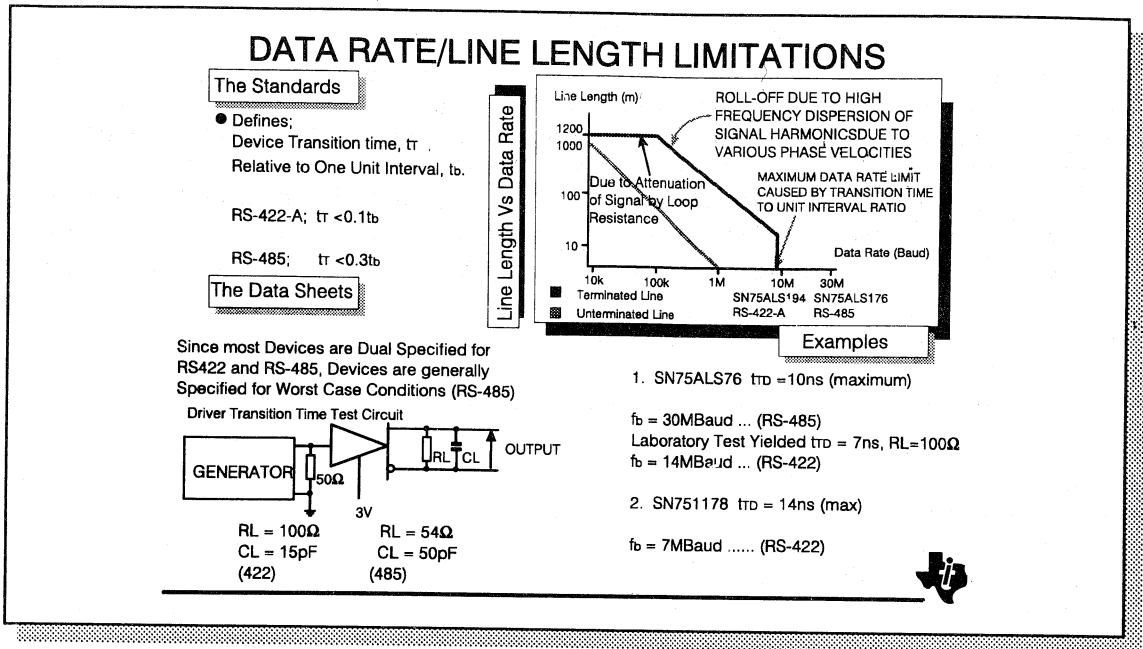 DATA RATE/LINE LENGTH LIMITATIONS
The Standards
● Defines;
Device Transition time, tT .
Relative to One Unit Interval, tb.
RS-422-A; tT <0.1tb
RS-485; tT <0.3tb
The Data Sheets
Line Length Vs Data Rate
Line Length (m)
1200
1000
100
10
ROLL-OFF DUE TO HIGH
FREQUENCY DISPERSION OF
SIGNAL HARMONICSDUE TO
VARIOUS PHASE VELOCITIES
Due to Attenuation
of Signal by Loop
Resistance
MAXIMUM DATA RATE LIMIT
CAUSED BY TRANSITION TIME
TO UNIT INTERVAL RATIO
Data Rate (Baud)
10k 100k 1M 10M 30M
Terminated Line
Unterminated Line
SN75ALS194 SN75ALS176
RS-422-A RS-485
Since most Devices are Dual Specified for
RS422 and RS-485, Devices are generally
Specified for Worst Case Conditions (RS-485)
Driver Transition Time Test Circuit
GENERATOR
50Ω
3V
RL
CL
OUTPUT
RL = 100Ω RL = 54Ω
CL = 15pF CL = 50pF
(422) (485)
Examples
1. SN75ALS76 tTD =10ns (maximum)
fb = 30MBaud ... (RS-485)
Laboratory Test Yielded tTD = 7ns, RL=100Ω
fb = 14MBaud ... (RS-422)
2. SN751178 tTD = 14ns (max)
fb = 7MBaud ...... (RS-422)